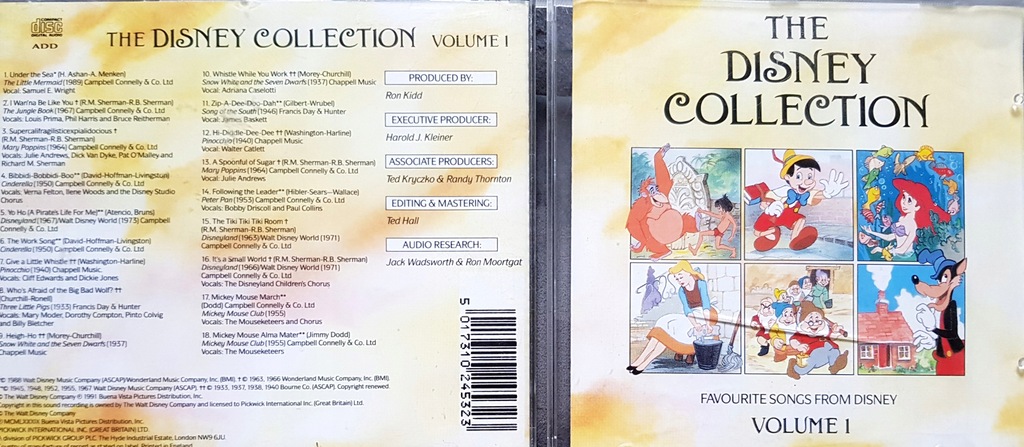 COMPACT
disc
DIGITAL AUDIO
ADD
THE DISNEY COLLECTION VOLUME 1
1. Under the Sea* (H. Ashan-A. Menken)
The Little Mermaid (1989) Campbell Connelly & Co. Ltd
Vocal: Samuel E. Wright
2. I Wan'na Be Like You † (R.M. Sherman-R.B. Sherman)
The Jungle Book (1967) Campbell Connelly & Co. Ltd
Vocals: Louis Prima, Phil Harris and Bruce Reitherman
3. Supercalifragilisticexpialidocious †
(R.M. Sherman-R.B. Sherman)
Mary Poppins (1964) Campbell Connelly & Co. Ltd
Vocals: Julie Andrews, Dick Van Dyke, Pat O'Malley and
Richard M. Sherman
4. Bibbidi-Bobbidi-Boo** (David-Hoffman-Livingston)
Cinderella (1950) Campbell Connelly & Co. Ltd
Vocals: Verna Felton, Ilene Woods and the Disney Studio
Chorus
5. Yo Ho (A Pirate's Life For Me)** (Atencio, Bruns)
Disneyland (1967)/Walt Disney World (1973) Campbell
Connelly & Co. Ltd
6. The Work Song** (David-Hoffman-Livingston)
Cinderella (1950) Campbell Connelly & Co. Ltd
7. Give a Little Whistle †† (Washington-Harline)
Pinocchio (1940) Chappell Music
Vocals: Cliff Edwards and Dickie Jones
8. Who's Afraid of the Big Bad Wolf? ††
(Churchill-Ronell)
Three Little Pigs (1933) Francis Day & Hunter
Vocals: Mary Moder, Dorothy Compton, Pinto Colvig
and Billy Bletcher
9. Heigh-Ho †† (Morey-Churchill)
Snow White and the Seven Dwarfs (1937)
Chappell Music
10. Whistle While You Work †† (Morey-Churchill)
Snow White and the Seven Dwarfs (1937) Chappell Music
Vocal: Adriana Caselotti
11. Zip-A-Dee-Doo-Dah** (Gilbert-Wrubel)
Song of the South (1946) Francis Day & Hunter
Vocal: James Baskett
12. Hi-Diddle-Dee-Dee †† (Washington-Harline)
Pinocchio (1940) Chappell Music
Vocal: Walter Catlett
13. A Spoonful of Sugar † (R.M. Sherman-R.B. Sherman)
Mary Poppins (1964) Campbell Connelly & Co. Ltd
Vocal: Julie Andrews
14. Following the Leader** (Hibler-Sears-Wallace)
Peter Pan (1953) Campbell Connelly & Co. Ltd
Vocals: Bobby Driscoll and Paul Collins
15. The Tiki Tiki Tiki Room †
(R.M. Sherman-R.B. Sherman)
Disneyland (1963)/Walt Disney World (1971)
Campbell Connelly & Co. Ltd
16. It's a Small World † (R.M. Sherman-R.B. Sherman)
Disneyland (1966)/Walt Disney World (1971)
Campbell Connelly & Co. Ltd
Vocals: The Disneyland Children's Chorus
17. Mickey Mouse March**
(Dodd) Campbell Connelly & Co. Ltd
Mickey Mouse Club (1955)
Vocals: The Mouseketeers and Chorus
18. Mickey Mouse Alma Mater** (Jimmy Dodd)
Mickey Mouse Club (1955) Campbell Connelly & Co. Ltd
Vocals: The Mouseketeers
PRODUCED BY:
Ron Kidd
EXECUTIVE PRODUCER:
Harold J. Kleiner
ASSOCIATE PRODUCERS:
Ted Kryczko & Randy Thornton
EDITING & MASTERING:
Ted Hall
AUDIO RESEARCH:
Jack Wadsworth & Ron Moortgat
5 017310 245323
© 1988 Walt Disney Music Company (ASCAP)/Wonderland Music Company, Inc. (BMI). † © 1963, 1966 Wonderland Music Company, Inc. (BMI).
**© 1945, 1948, 1952, 1955, 1967 Walt Disney Music Company (ASCAP). †† © 1933, 1937, 1938, 1940 Bourne Co. (ASCAP). Copyright renewed.
© The Walt Disney Company ℗ 1991 Buena Vista Pictures Distribution, Inc.
Copyright in this sound recording is owned by The Walt Disney Company and licensed to Pickwick International Inc. (Great Britain) Ltd.
© The Walt Disney Company
© MCMLXXXIX Buena Vista Pictures Distribution, Inc.
PICKWICK INTERNATIONAL INC. (GREAT BRITAIN) LTD.
A division of PICKWICK GROUP PLC, The Hyde Industrial Estate, London NW9 6JU.
THE
DISNEY
COLLECTION
FAVOURITE SONGS FROM DISNEY
VOLUME 1